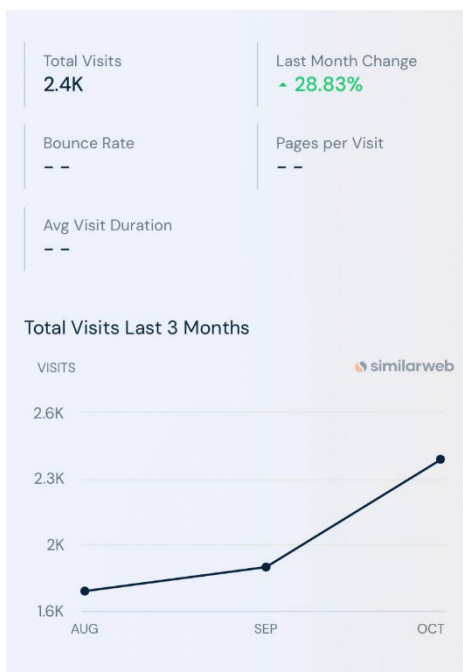 Total Visits
2.4K
Last Month Change
28.83%
Bounce Rate
- -
Pages per Visit
- -
Avg Visit Duration
- -
Total Visits Last 3 Months
VISITS
similarweb
2.6K
2.3K
2K
1.6K
AUG SEP OCT